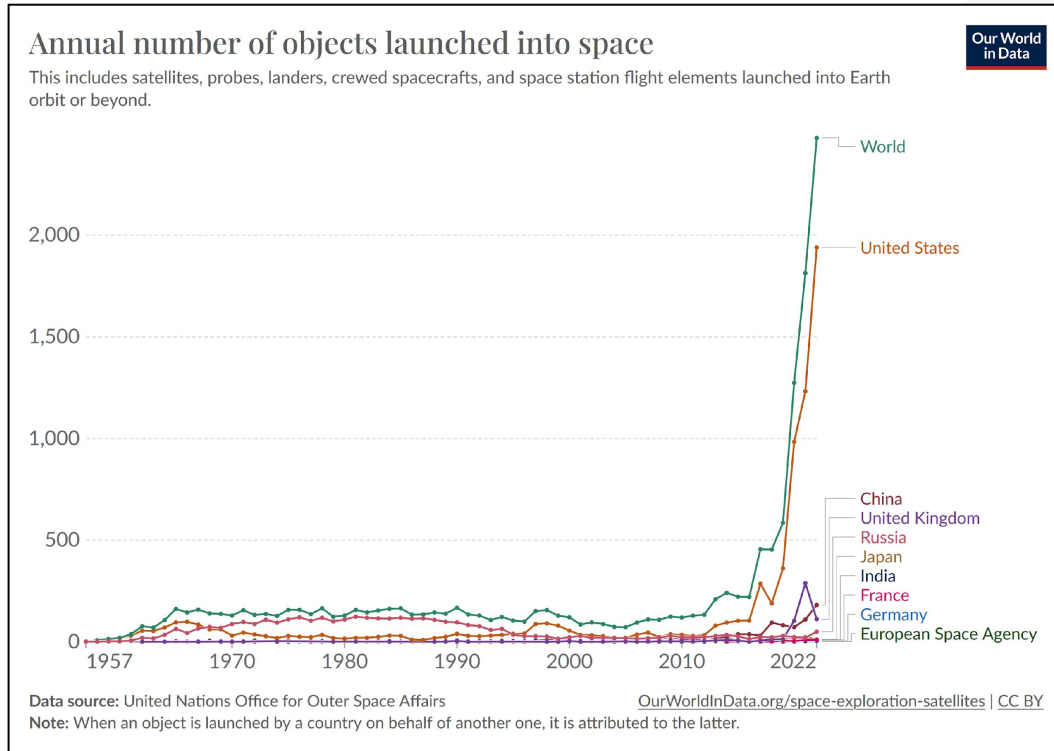 Annual number of objects launched into space
Our World
in Data
This includes satellites, probes, landers, crewed spacecrafts, and space station flight elements launched into Earth
orbit or beyond.
World
2,000
United States
1,500
1,000
China
500
United Kingdom
Russia
Japan
India
France
Germany
European Space Agency
0
1957
1970
1980
1990
2000
2010
2022
Data source: United Nations Office for Outer Space Affairs
OurWorldInData.org/space-exploration-satellites | CC BY
Note: When an object is launched by a country on behalf of another one, it is attributed to the latter.